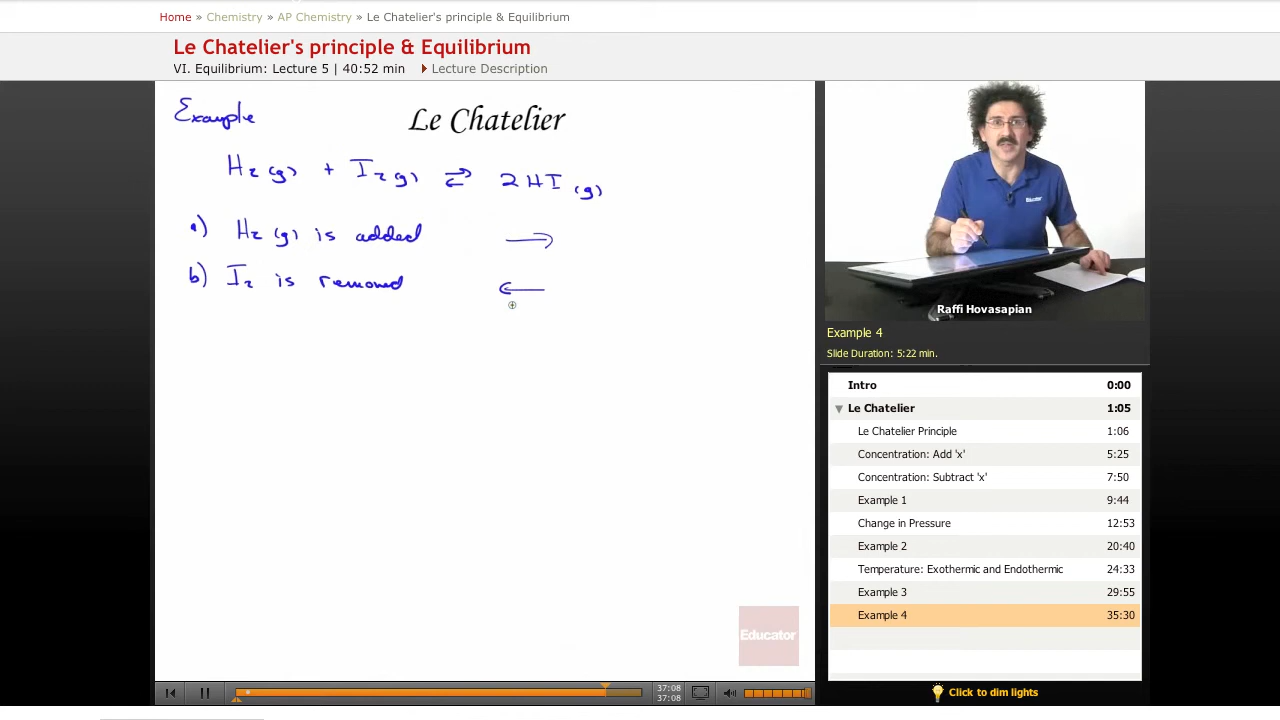 Home » Chemistry » AP Chemistry » Le Chatelier's principle & Equilibrium
Le Chatelier's principle & Equilibrium
VI. Equilibrium: Lecture 5 | 40:52 min Lecture Description
Example
Le Chatelier
H₂(g) + I₂(g) ⇌ 2HI(g)
a) H₂(g) is added →
b) I₂ is removed ←
Educator
37:08
37:08
Educator
Raffi Hovasapian
Example 4
Slide Duration: 5:22 min.
Intro 0:00
Le Chatelier 1:05
Le Chatelier Principle 1:06
Concentration: Add 'x' 5:25
Concentration: Subtract 'x' 7:50
Example 1 9:44
Change in Pressure 12:53
Example 2 20:40
Temperature: Exothermic and Endothermic 24:33
Example 3 29:55
Example 4 35:30
Click to dim lights